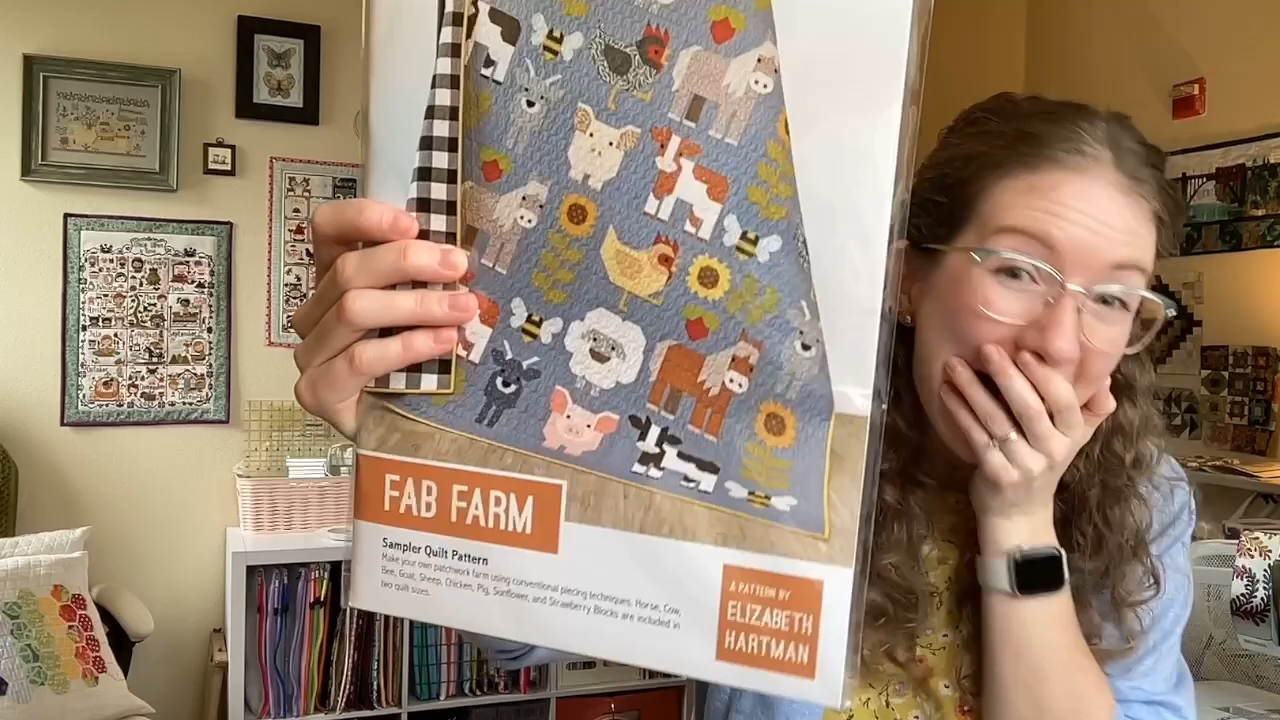 FAB FARM
Sampler Quilt Pattern
Make your own patchwork farm using conventional piecing techniques. Horse, Cow,
Bee, Goat, Sheep, Chicken, Pig, Sunflower, and Strawberry Blocks are included in
two quilt sizes.
A PATTERN BY
ELIZABETH
HARTMAN